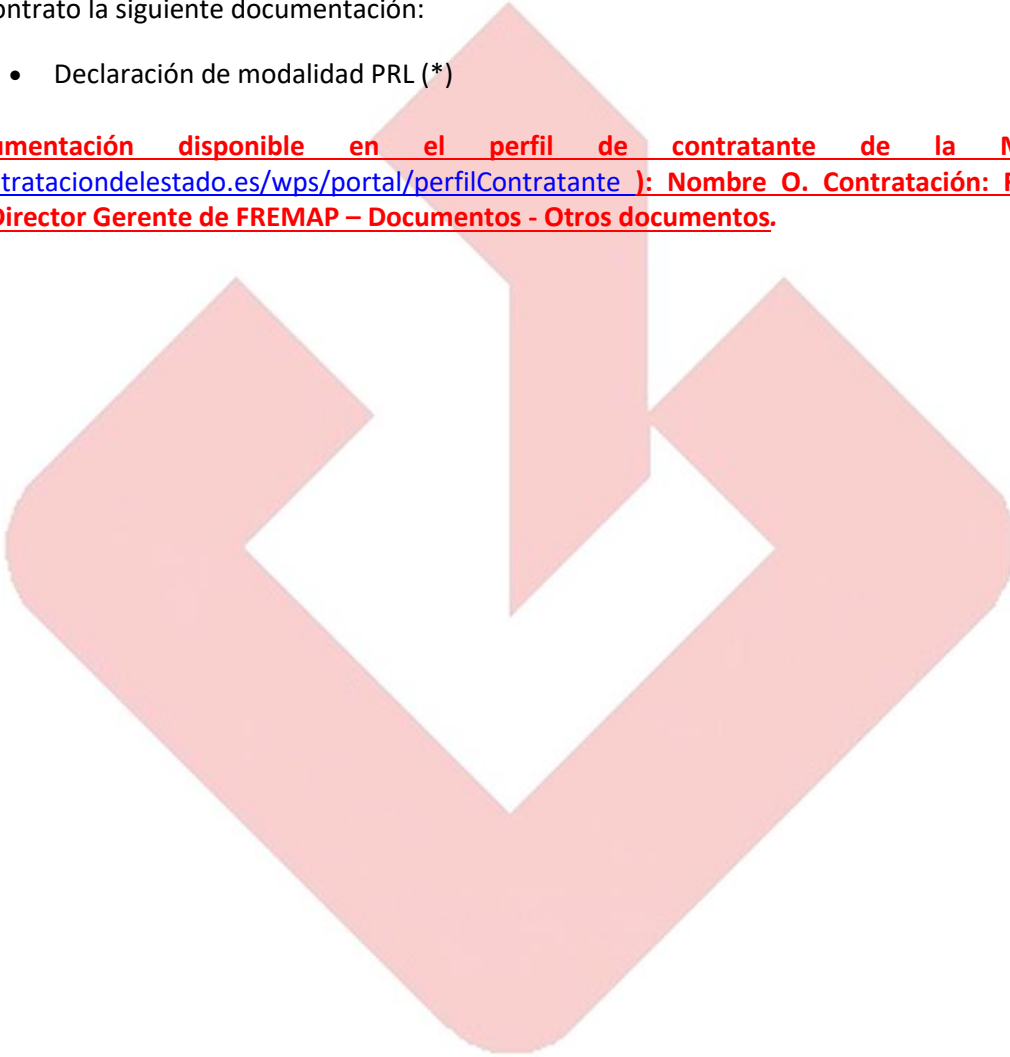 ontrato la siguiente documentación:
• Declaración de modalidad PRL (*)
umentación disponible en el perfil de contratante de la M
trataciondelestado.es/wps/portal/perfilContratante ): Nombre O. Contratación:
Director Gerente de FREMAP – Documentos - Otros documentos.